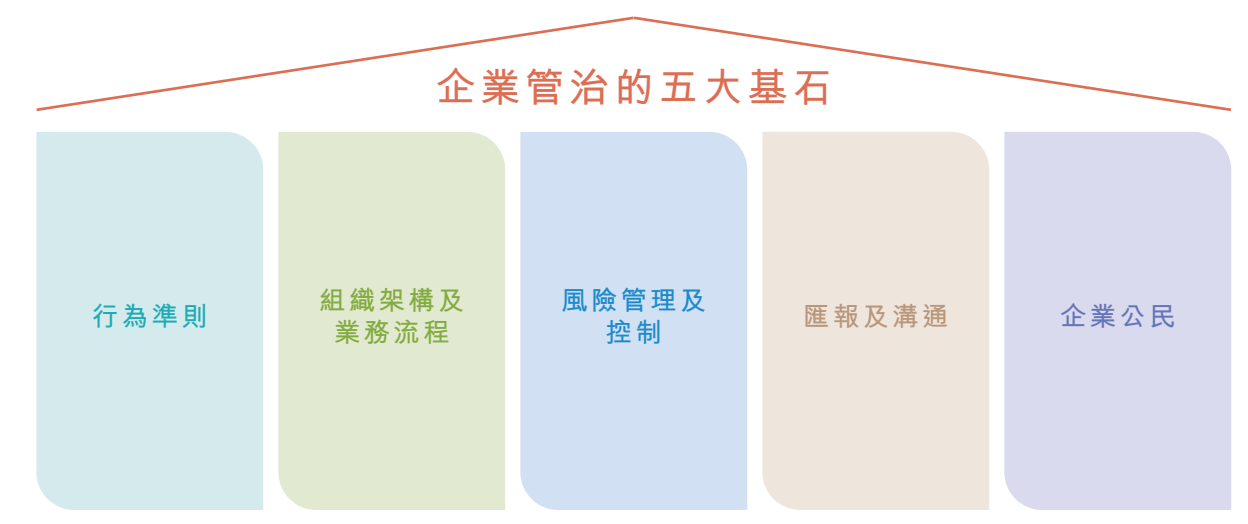 企業管治的五大基石
行為準則
組織架構及
業務流程
風險管理及
控制
匯報及溝通
企業公民